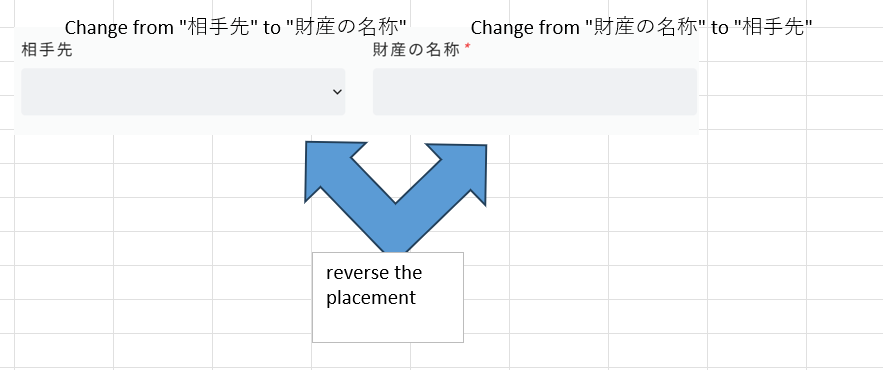 Change from "相手先" to "財産の名称"
Change from "財産の名称" to "相手先"
相手先
財産の名称*
reverse the
placement